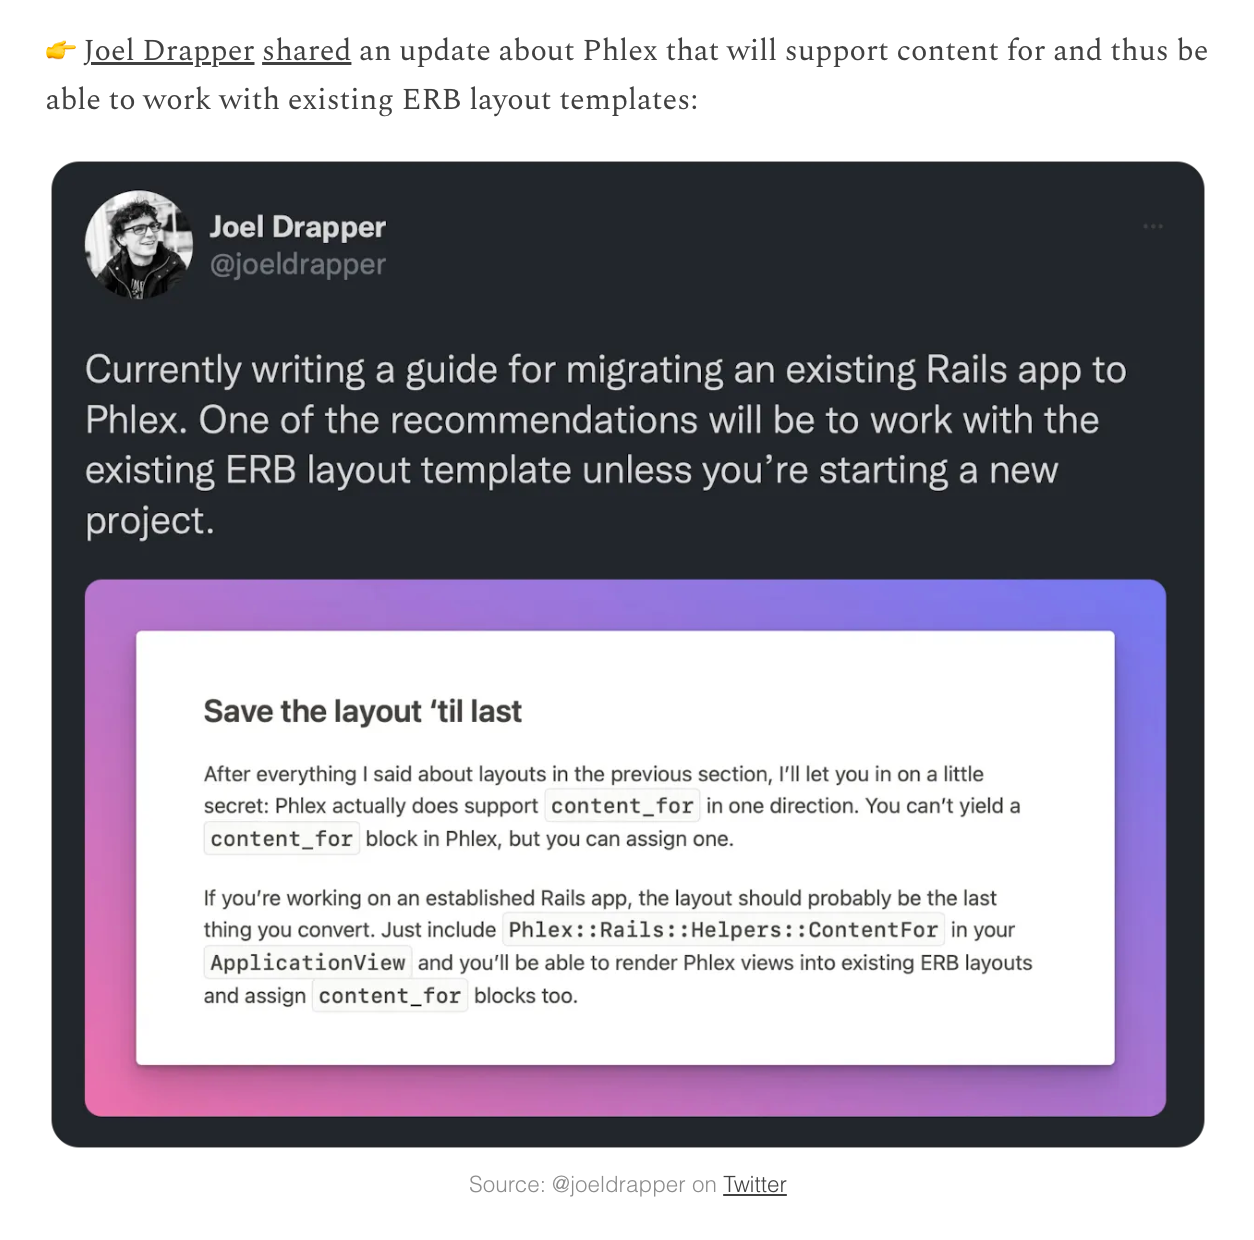 👉 Joel Drapper shared an update about Phlex that will support content for and thus be
able to work with existing ERB layout templates:
Joel Drapper
@joeldrapper
Currently writing a guide for migrating an existing Rails app to
Phlex. One of the recommendations will be to work with the
existing ERB layout template unless you’re starting a new
project.
Save the layout ‘til last
After everything I said about layouts in the previous section, I’ll let you in on a little
secret: Phlex actually does support content_for in one direction. You can’t yield a
content_for block in Phlex, but you can assign one.
If you’re working on an established Rails app, the layout should probably be the last
thing you convert. Just include Phlex::Rails::Helpers::ContentFor in your
ApplicationView and you’ll be able to render Phlex views into existing ERB layouts
and assign content_for blocks too.
Source: @joeldrapper on Twitter